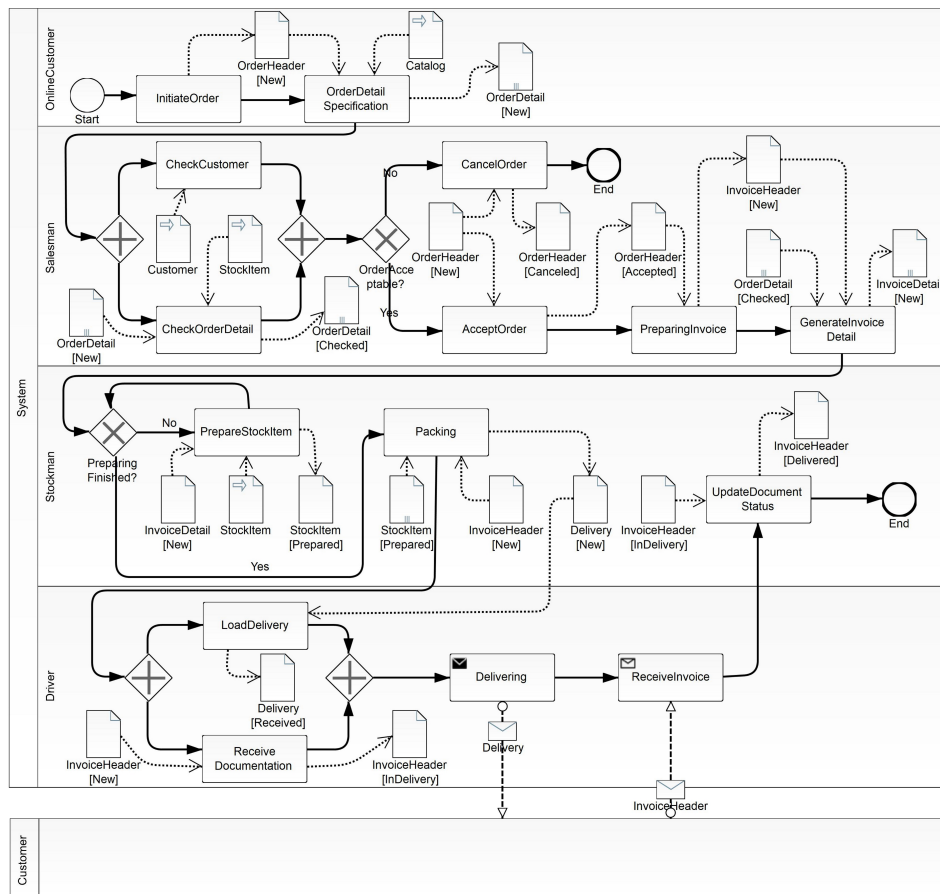 System
OnlineCustomer
Start
InitiateOrder
OrderHeader
[New]
OrderDetail
Specification
Catalog
OrderDetail
[New]
Salesman
CheckCustomer
Customer
StockItem
OrderDetail
[New]
CheckOrderDetail
OrderDetail
[Checked]
OrderAcce
ptable?
No
Yes
CancelOrder
End
OrderHeader
[New]
OrderHeader
[Canceled]
OrderHeader
[Accepted]
AcceptOrder
PreparingInvoice
InvoiceHeader
[New]
OrderDetail
[Checked]
InvoiceDetail
[New]
GenerateInvoice
Detail
Stockman
Preparing
Finished?
No
Yes
PrepareStockItem
InvoiceDetail
[New]
StockItem
StockItem
[Prepared]
Packing
StockItem
[Prepared]
InvoiceHeader
[New]
Delivery
[New]
InvoiceHeader
[InDelivery]
UpdateDocument
Status
InvoiceHeader
[Delivered]
End
Driver
LoadDelivery
Delivery
[Received]
InvoiceHeader
[New]
Receive
Documentation
InvoiceHeader
[InDelivery]
Delivering
Delivery
ReceiveInvoice
InvoiceHeader
Customer